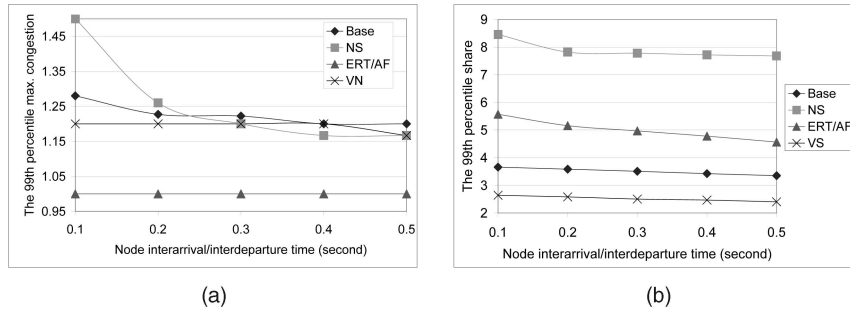 The 99th percentile max. congestion
1.45
1.35
1.25
1.15
1.05
0.95
Base
NS
ERT/AF
VN
0.1 0.2 0.3 0.4 0.5
Node interarrival/interdeparture time (second)
(a)
The 99th percentile share
9
8
7
6
5
4
3
2
Base
NS
ERT/AF
VS
0.1 0.2 0.3 0.4 0.5
Node interarrival/interdeparture time (second)
(b)